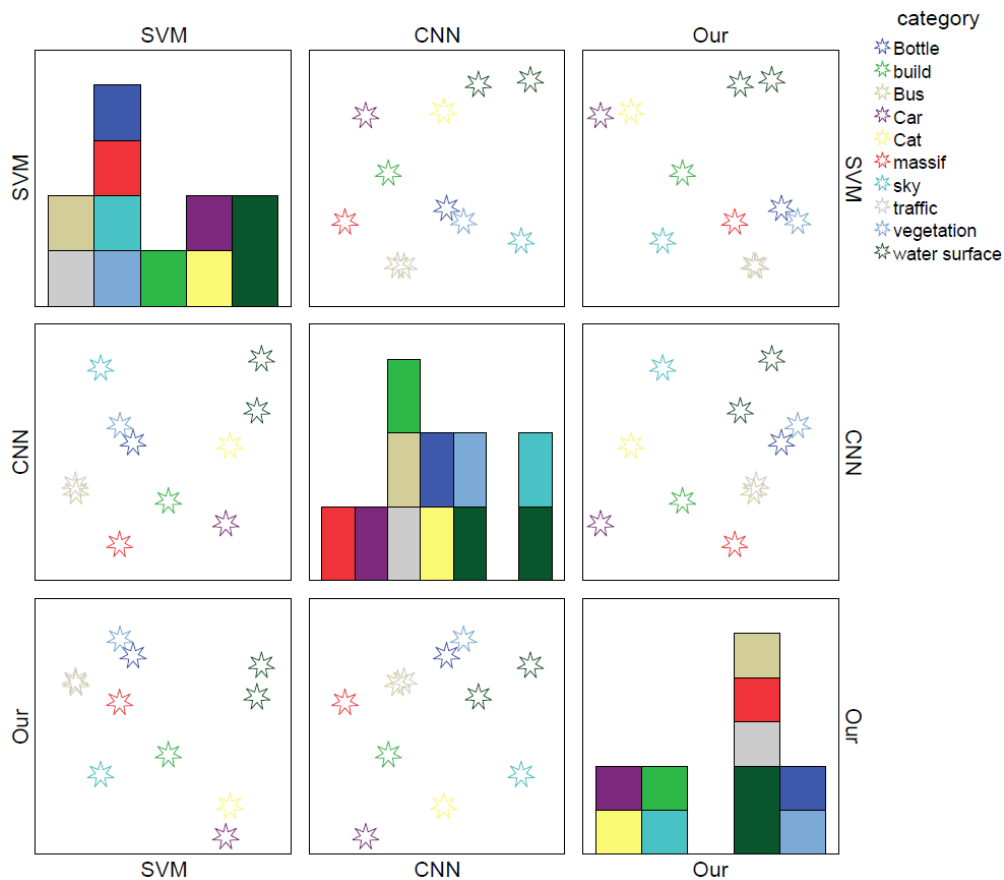 SVM
CNN
Our
category
Bottle
build
Bus
Car
Cat
massif
sky
traffic
vegetation
water surface
SVM
SVM
CNN
CNN
Our
Our
SVM
CNN
Our